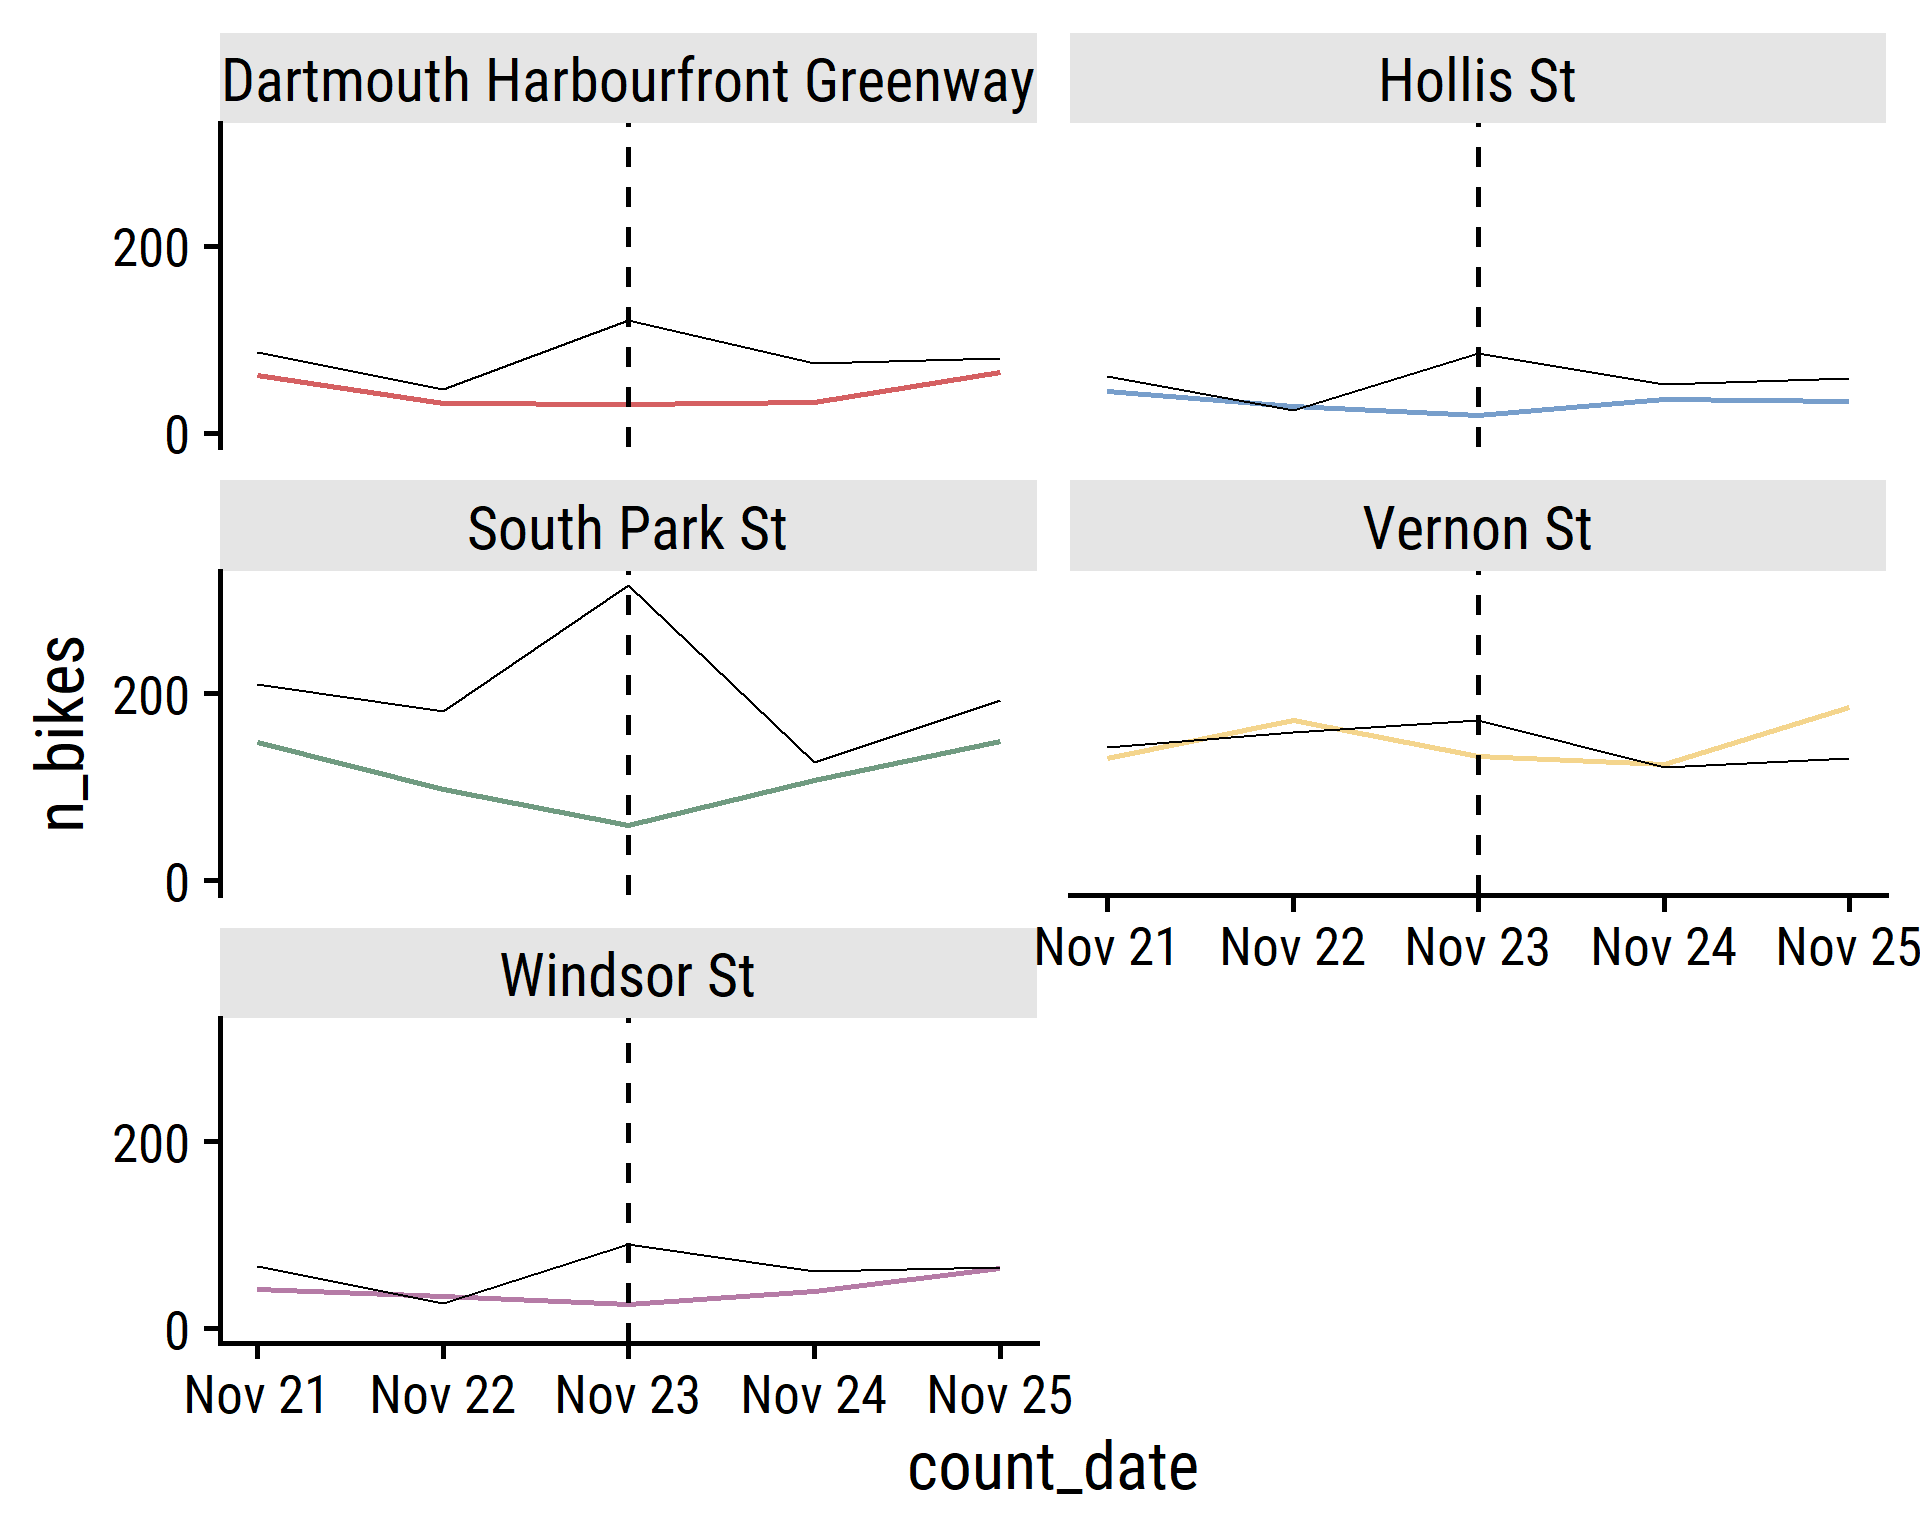 Dartmouth Harbourfront Greenway
Hollis St
200
0
South Park St
Vernon St
n_bikes
200
0
Nov 21 Nov 22 Nov 23 Nov 24 Nov 25
Windsor St
200
0
Nov 21 Nov 22 Nov 23 Nov 24 Nov 25
count_date